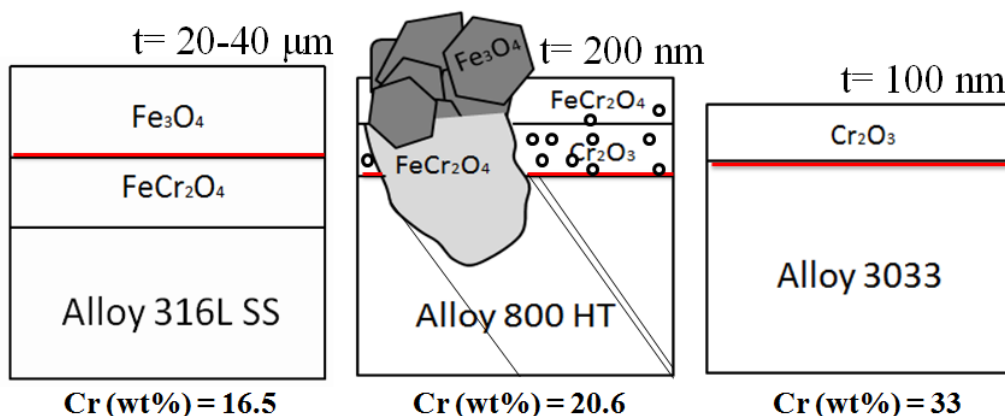 t= 20-40 μm
Fe₃O₄
FeCr₂O₄
Alloy 316L SS
Cr (wt%) = 16.5
Fe₃O₄
t= 200 nm
FeCr₂O₄
Cr₂O₃
FeCr₂O₄
Alloy 800 HT
Cr (wt%) = 20.6
t= 100 nm
Cr₂O₃
Alloy 3033
Cr (wt%) = 33